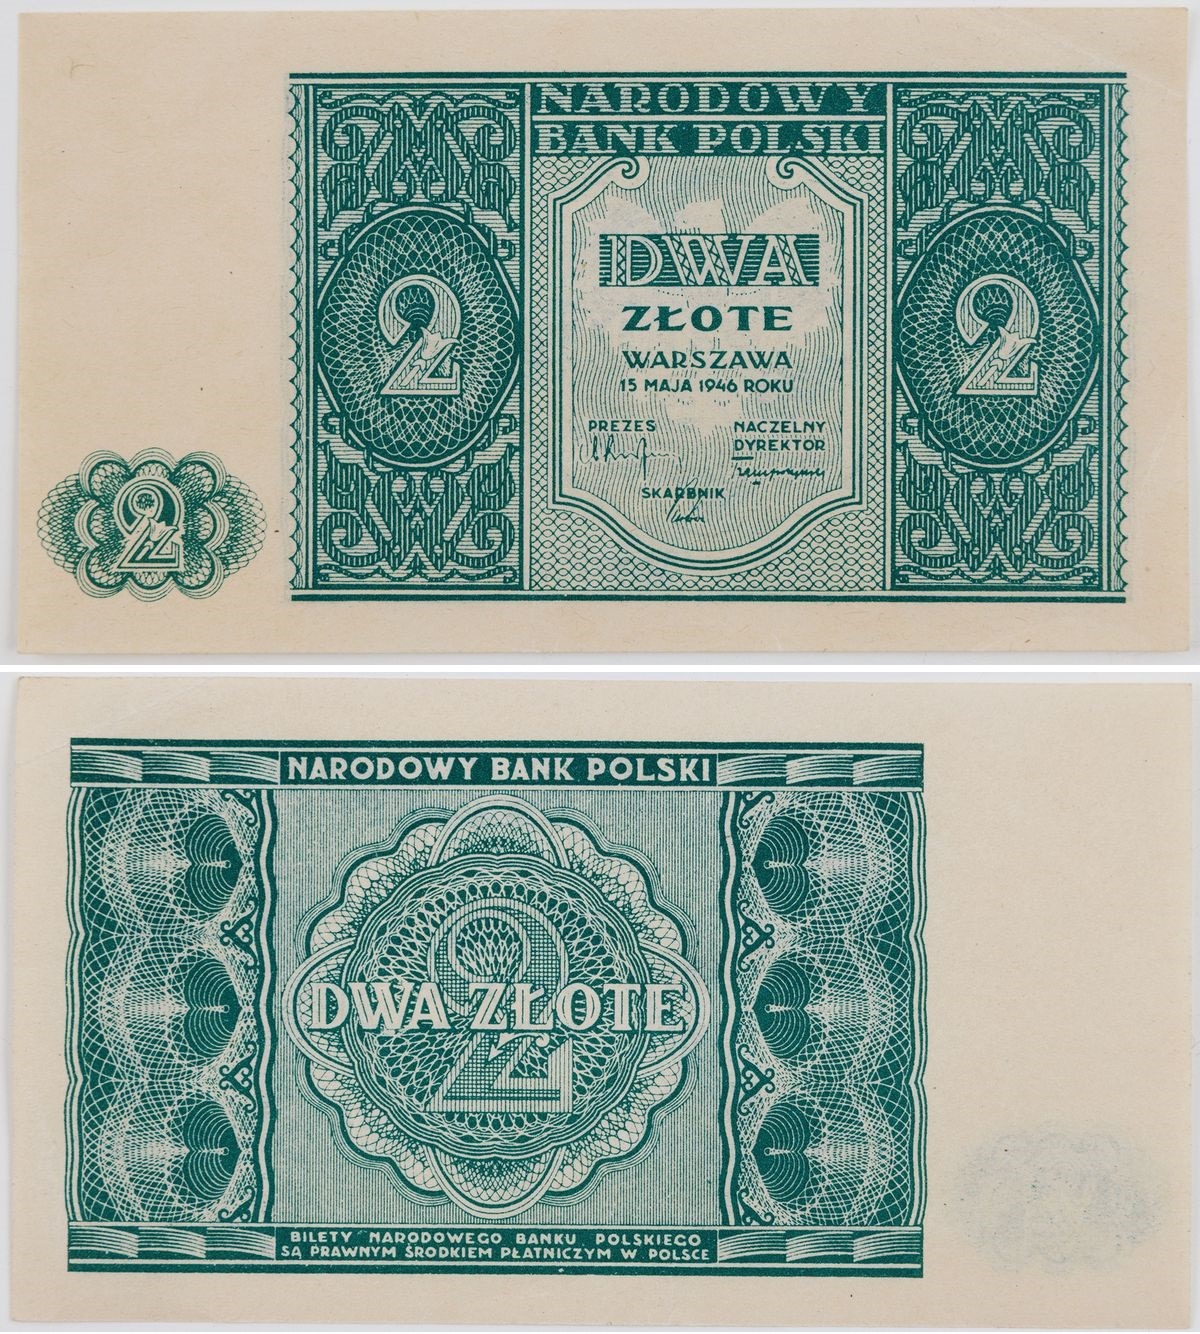 NARODOWY
BANK POLSKI
2
2
DWA
ZŁOTE
WARSZAWA
15 MAJA 1946 ROKU
PREZES
NACZELNY
DYREKTOR
SKARBNIK
2
NARODOWY BANK POLSKI
2
DWA ZŁOTE
BILETY NARODOWEGO BANKU POLSKIEGO
SĄ PRAWNYM ŚRODKIEM PŁATNICZYM W POLSCE